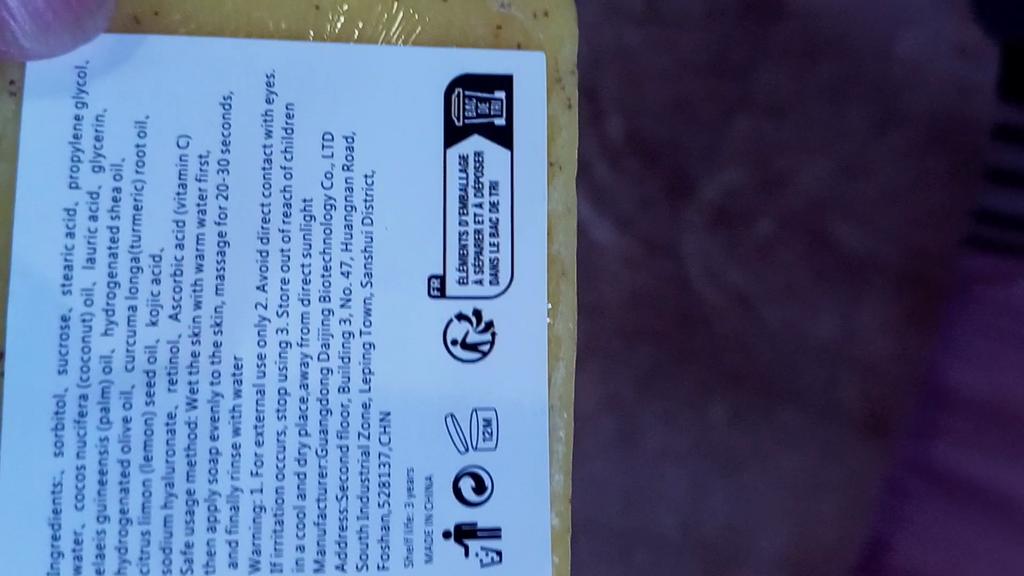 Ingredients:、sorbitol、sucrose、stearic acid、propylene glycol、
water、cocos nucifera (coconut) oil、lauric acid、glycerin、
elaeis guineensis (palm) oil、hydrogenated shea oil、
hydrogenated olive oil、curcuma longa(turmeric) root oil、
citrus limon (lemon) seed oil、kojic acid、
sodium hyaluronate、retinol、Ascorbic acid (vitamin C)
Safe usage method: Wet the skin with warm water first,
then apply soap evenly to the skin, massage for 20-30 seconds,
and finally rinse with water
Warning: 1. For external use only 2. Avoid direct contact with eyes.
If irritation occurs, stop using 3. Store out of reach of children
in a cool and dry place,away from direct sunlight
Manufacturer:Guangdong Daijing Biotechnology Co., LTD
Address:Second floor, Building 3, No. 47, Huangnan Road,
South Industrial Zone, Leping Town, Sanshui District,
Foshan,528137,CHN
Shelf life: 3 years
MADE IN CHINA
12M
FR
ÉLÉMENTS D'EMBALLAGE
À SÉPARER ET À DÉPOSER
DANS LE BAC DE TRI
BAC
DE
TRI